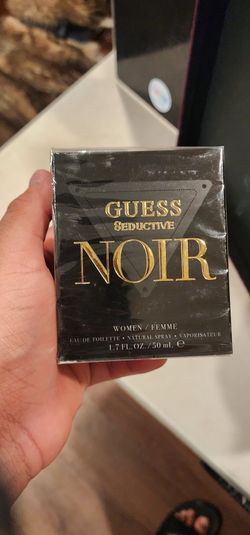 GUESS
SEDUCTIVE
NOIR
WOMEN / FEMME
EAU DE TOILETTE • NATURAL SPRAY • VAPORISATEUR
1.7 FL. OZ. / 50 mL ℮